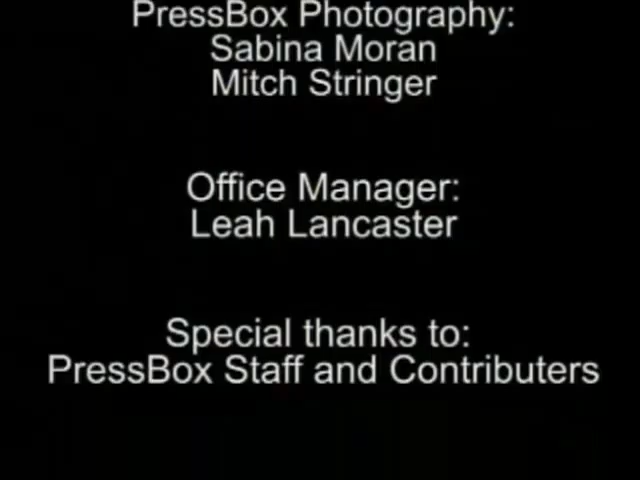 PressBox Photography:
Sabina Moran
Mitch Stringer
Office Manager:
Leah Lancaster
Special thanks to:
PressBox Staff and Contributers